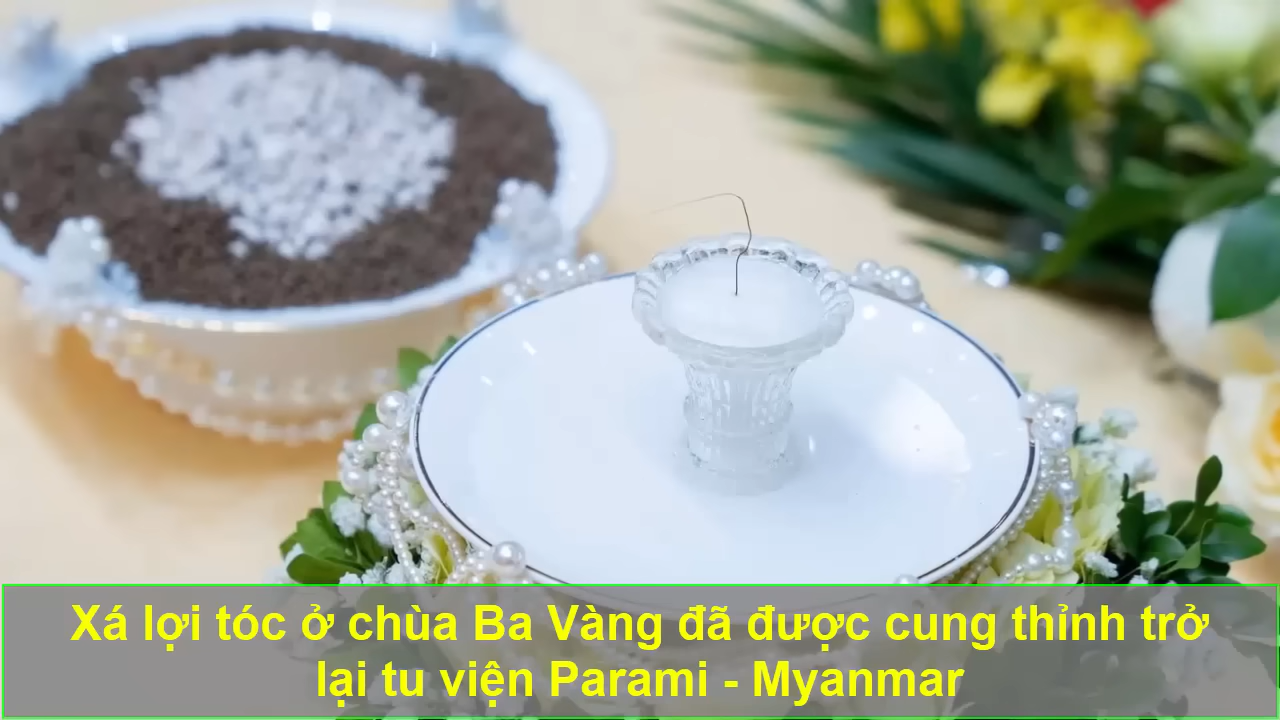 Xá lợi tóc ở chùa Ba Vàng đã được cung thỉnh trở
lại tu viện Parami - Myanmar